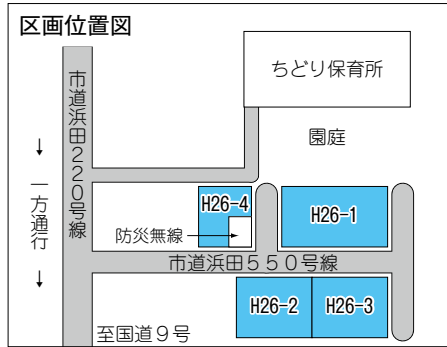 区画位置図
ちどり保育所
園庭
市道浜田220号線
↓一方通行↓
H26-4
H26-1
防災無線
市道浜田550号線
H26-2
H26-3
至国道9号